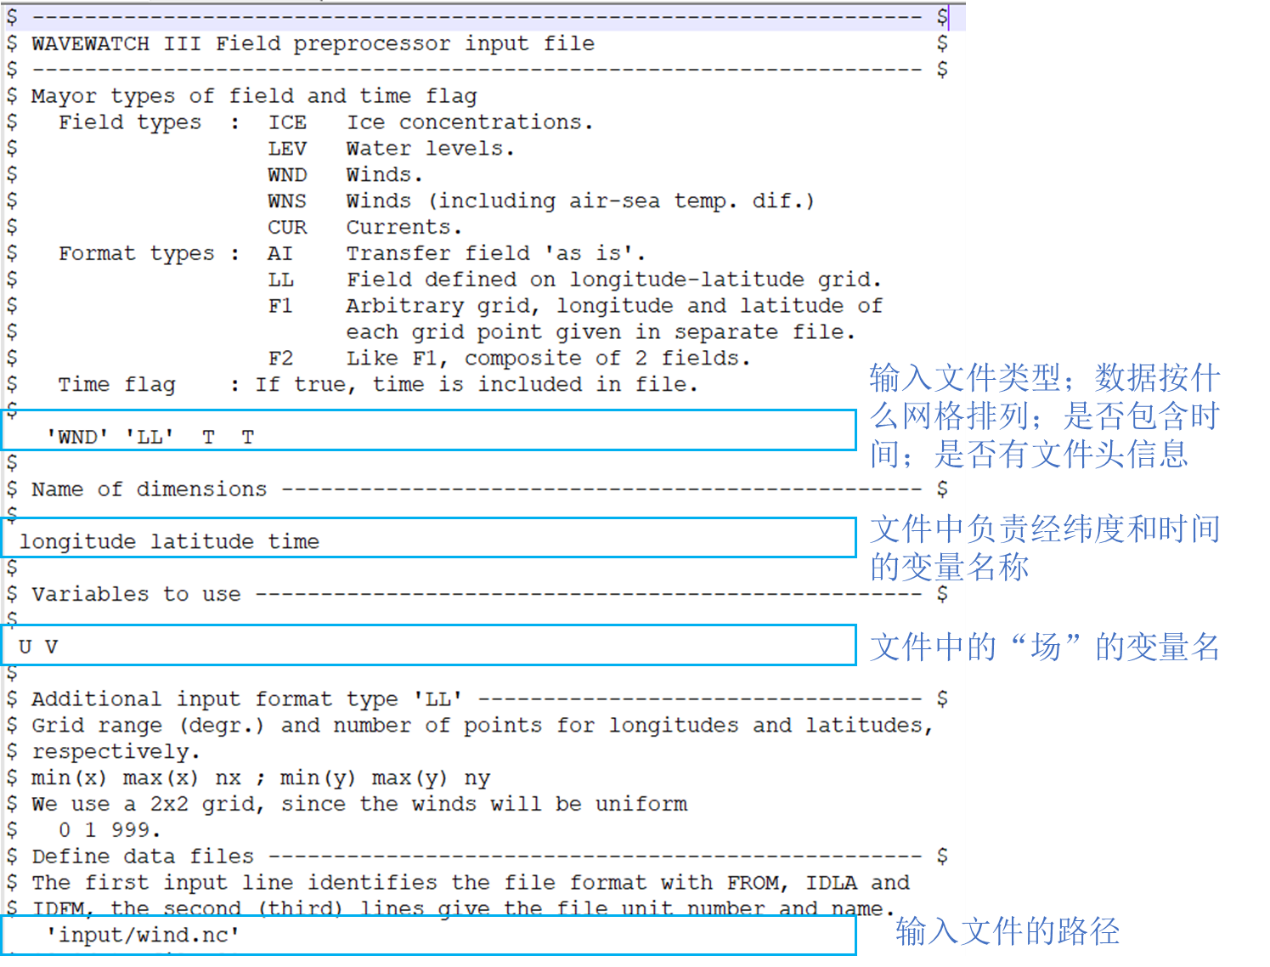 $ -------------------------------------------------------------------- $
$ WAVEWATCH III Field preprocessor input file                          $
$ -------------------------------------------------------------------- $
$ Mayor types of field and time flag
$   Field types  :  ICE   Ice concentrations.
$                   LEV   Water levels.
$                   WND   Winds.
$                   WNS   Winds (including air-sea temp. dif.)
$                   CUR   Currents.
$   Format types :  AI    Transfer field 'as is'.
$                   LL    Field defined on longitude-latitude grid.
$                   F1    Arbitrary grid, longitude and latitude of
$                         each grid point given in separate file.
$                   F2    Like F1, composite of 2 fields.
$   Time flag    : If true, time is included in file.
$
   'WND' 'LL'  T  T
输入文件类型；数据按什
么网格排列；是否包含时
间；是否有文件头信息
$
$ Name of dimensions ------------------------------------------------- $
$
 longitude latitude time
文件中负责经纬度和时间
的变量名称
$
$ Variables to use --------------------------------------------------- $
$
 U V
文件中的“场”的变量名
$
$ Additional input format type 'LL' ---------------------------------- $
$ Grid range (degr.) and number of points for longitudes and latitudes,
$ respectively.
$ min(x) max(x) nx ; min(y) max(y) ny
$ We use a 2x2 grid, since the winds will be uniform
$   0 1 999.
$ Define data files -------------------------------------------------- $
$ The first input line identifies the file format with FROM, IDLA and
$ IDFM, the second (third) lines give the file unit number and name.
   'input/wind.nc'
输入文件的路径